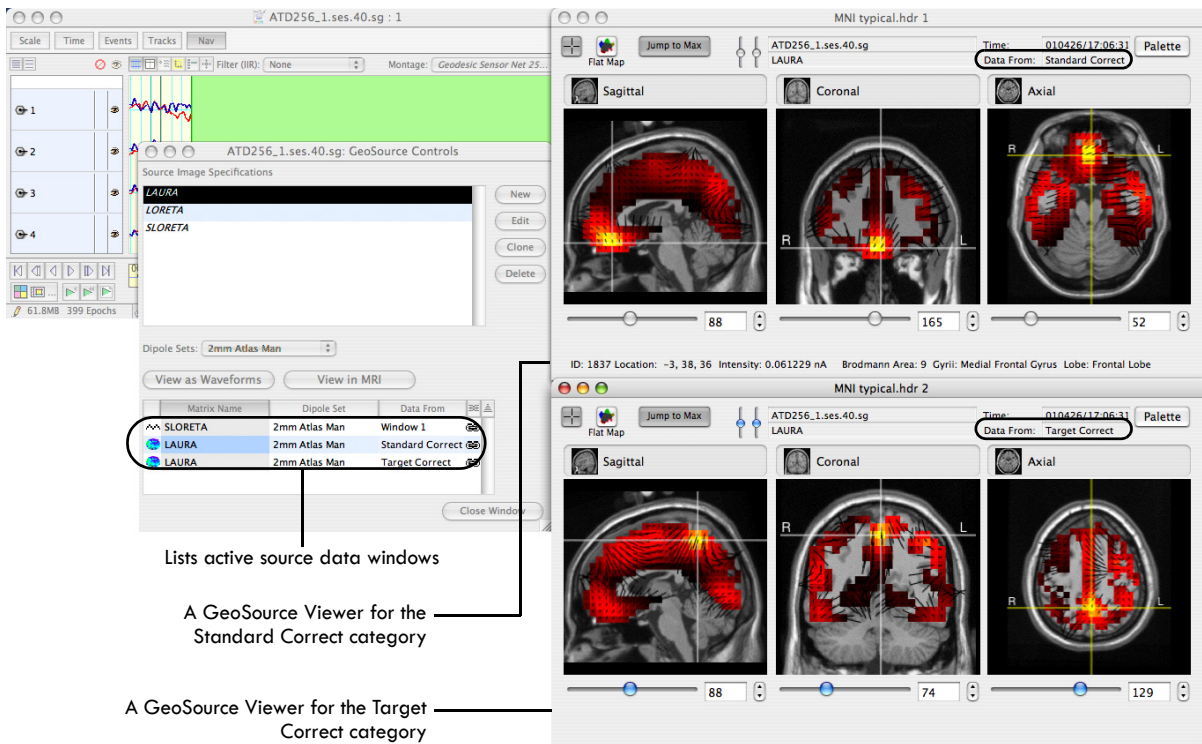 ATD256_1.ses.40.sg : 1
Scale Time Events Tracks Nav
Filter (IIR): None Montage: Geodesic Sensor Net 25...
1
2
3
4
61.8MB 399 Epochs
ATD256_1.ses.40.sg: GeoSource Controls
Source Image Specifications
LAURA
LORETA
SLORETA
New
Edit
Clone
Delete
Dipole Sets: 2mm Atlas Man
View as Waveforms View in MRI
Matrix Name Dipole Set Data From
SLORETA 2mm Atlas Man Window 1
LAURA 2mm Atlas Man Standard Correct
LAURA 2mm Atlas Man Target Correct
Close Window
Lists active source data windows
A GeoSource Viewer for the
Standard Correct category
A GeoSource Viewer for the Target
Correct category
MNI typical.hdr 1
Flat Map
Jump to Max
ATD256_1.ses.40.sg
LAURA
Time: 010426/17:06:31
Data From: Standard Correct
Palette
Sagittal Coronal Axial
R L
R L
88 165 52
ID: 1837 Location: -3, 38, 36 Intensity: 0.061229 nA Brodmann Area: 9 Gyrii: Medial Frontal Gyrus Lobe: Frontal Lobe
MNI typical.hdr 2
Flat Map
Jump to Max
ATD256_1.ses.40.sg
LAURA
Time: 010426/17:06:31
Data From: Target Correct
Palette
Sagittal Coronal Axial
R L
R L
88 74 129